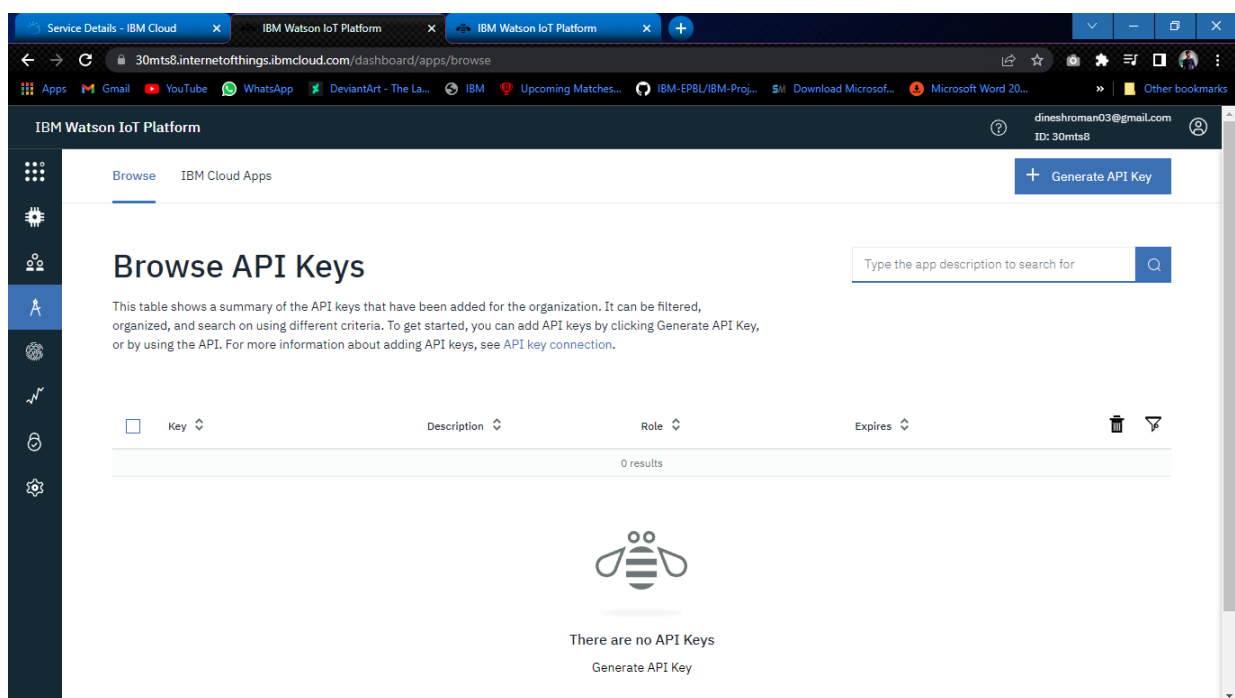 Service Details - IBM Cloud
IBM Watson IoT Platform
IBM Watson IoT Platform
30mts8.internetofthings.ibmcloud.com/dashboard/apps/browse
Apps
Gmail
YouTube
WhatsApp
DeviantArt - The La...
IBM
Upcoming Matches...
IBM-EPBL/IBM-Proj...
SM Download Microsof...
Microsoft Word 20...
»
Other bookmarks
IBM Watson IoT Platform
dineshroman03@gmail.com
ID: 30mts8
Browse
IBM Cloud Apps
+ Generate API Key
Browse API Keys
Type the app description to search for
This table shows a summary of the API keys that have been added for the organization. It can be filtered,
organized, and search on using different criteria. To get started, you can add API keys by clicking Generate API Key,
or by using the API. For more information about adding API keys, see API key connection.
Key
Description
Role
Expires
0 results
There are no API Keys
Generate API Key